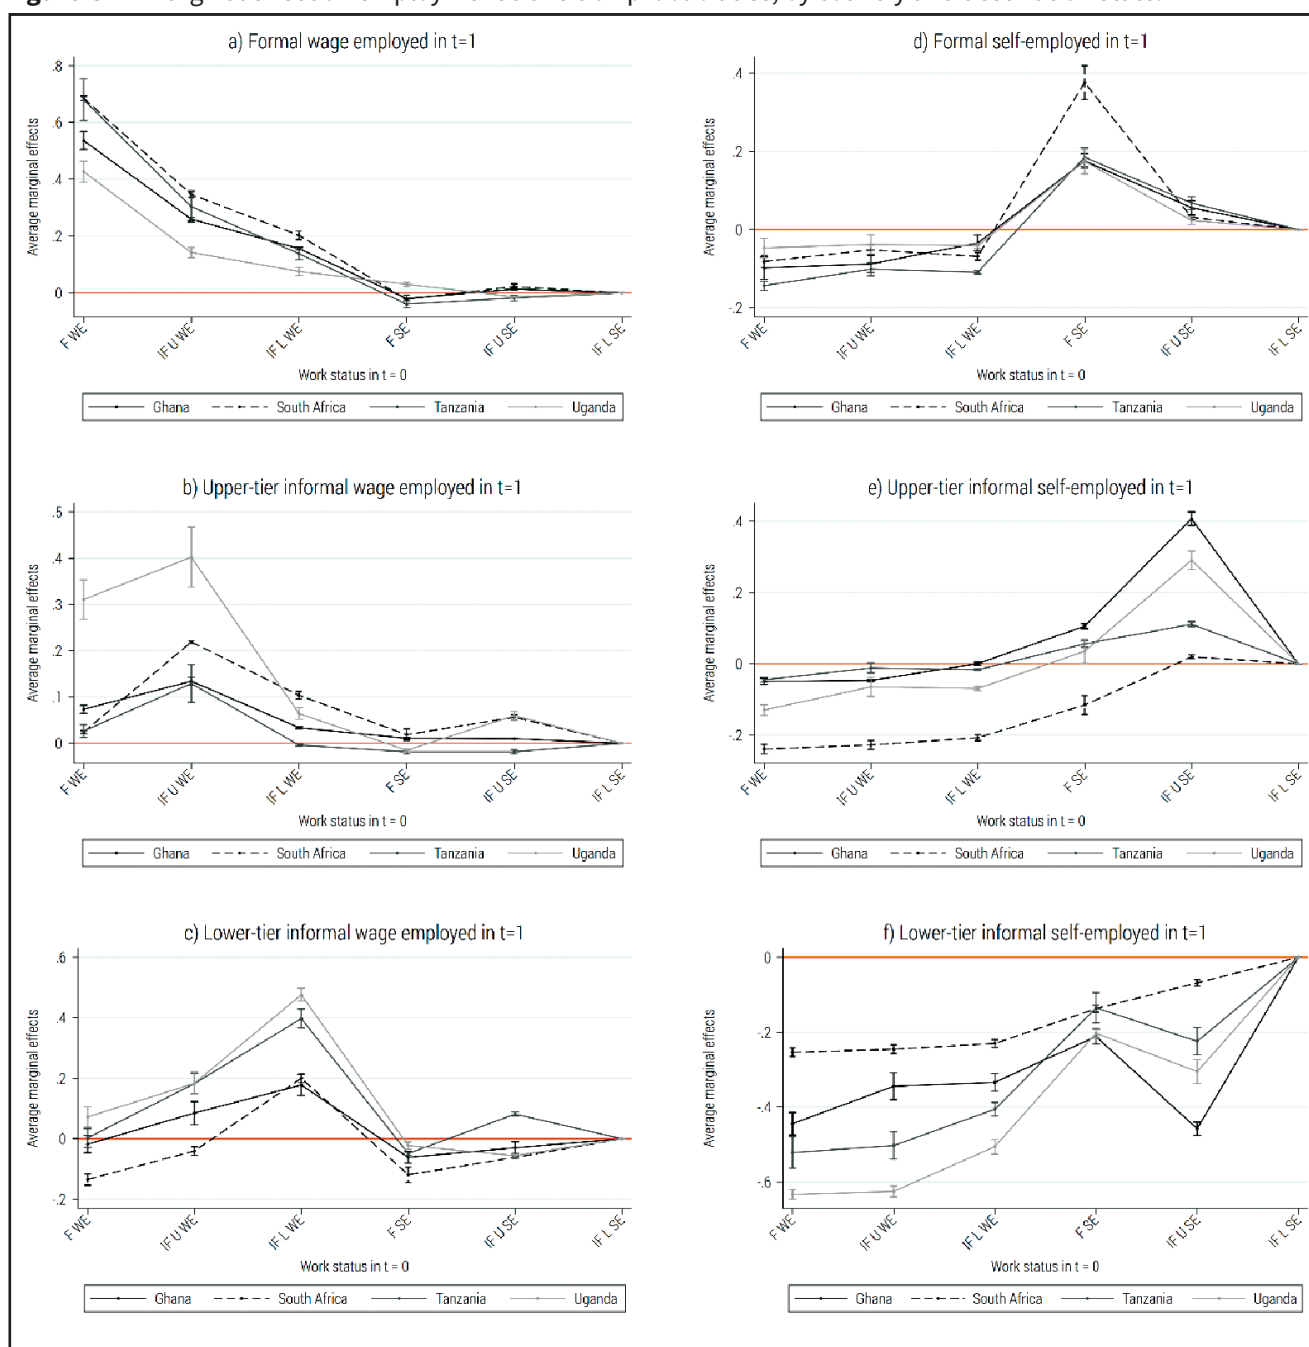 a) Formal wage employed in t=1
Average marginal effects
.8
.6
.4
.2
0
F WE
IF U WE
IF L WE
F SE
IF U SE
IF L SE
Work status in t = 0
Ghana South Africa Tanzania Uganda
d) Formal self-employed in t=1
Average marginal effects
.4
.2
0
-.2
F WE
IF U WE
IF L WE
F SE
IF U SE
IF L SE
Work status in t = 0
Ghana South Africa Tanzania Uganda
b) Upper-tier informal wage employed in t=1
Average marginal effects
.5
.4
.3
.2
.1
0
F WE
IF U WE
IF L WE
F SE
IF U SE
IF L SE
Work status in t = 0
Ghana South Africa Tanzania Uganda
e) Upper-tier informal self-employed in t=1
Average marginal effects
.4
.2
0
-.2
F WE
IF U WE
IF L WE
F SE
IF U SE
IF L SE
Work status in t = 0
Ghana South Africa Tanzania Uganda
c) Lower-tier informal wage employed in t=1
Average marginal effects
.6
.4
.2
0
-.2
F WE
IF U WE
IF L WE
F SE
IF U SE
IF L SE
Work status in t = 0
Ghana South Africa Tanzania Uganda
f) Lower-tier informal self-employed in t=1
Average marginal effects
0
-.2
-.4
-.6
F WE
IF U WE
IF L WE
F SE
IF U SE
IF L SE
Work status in t = 0
Ghana South Africa Tanzania Uganda